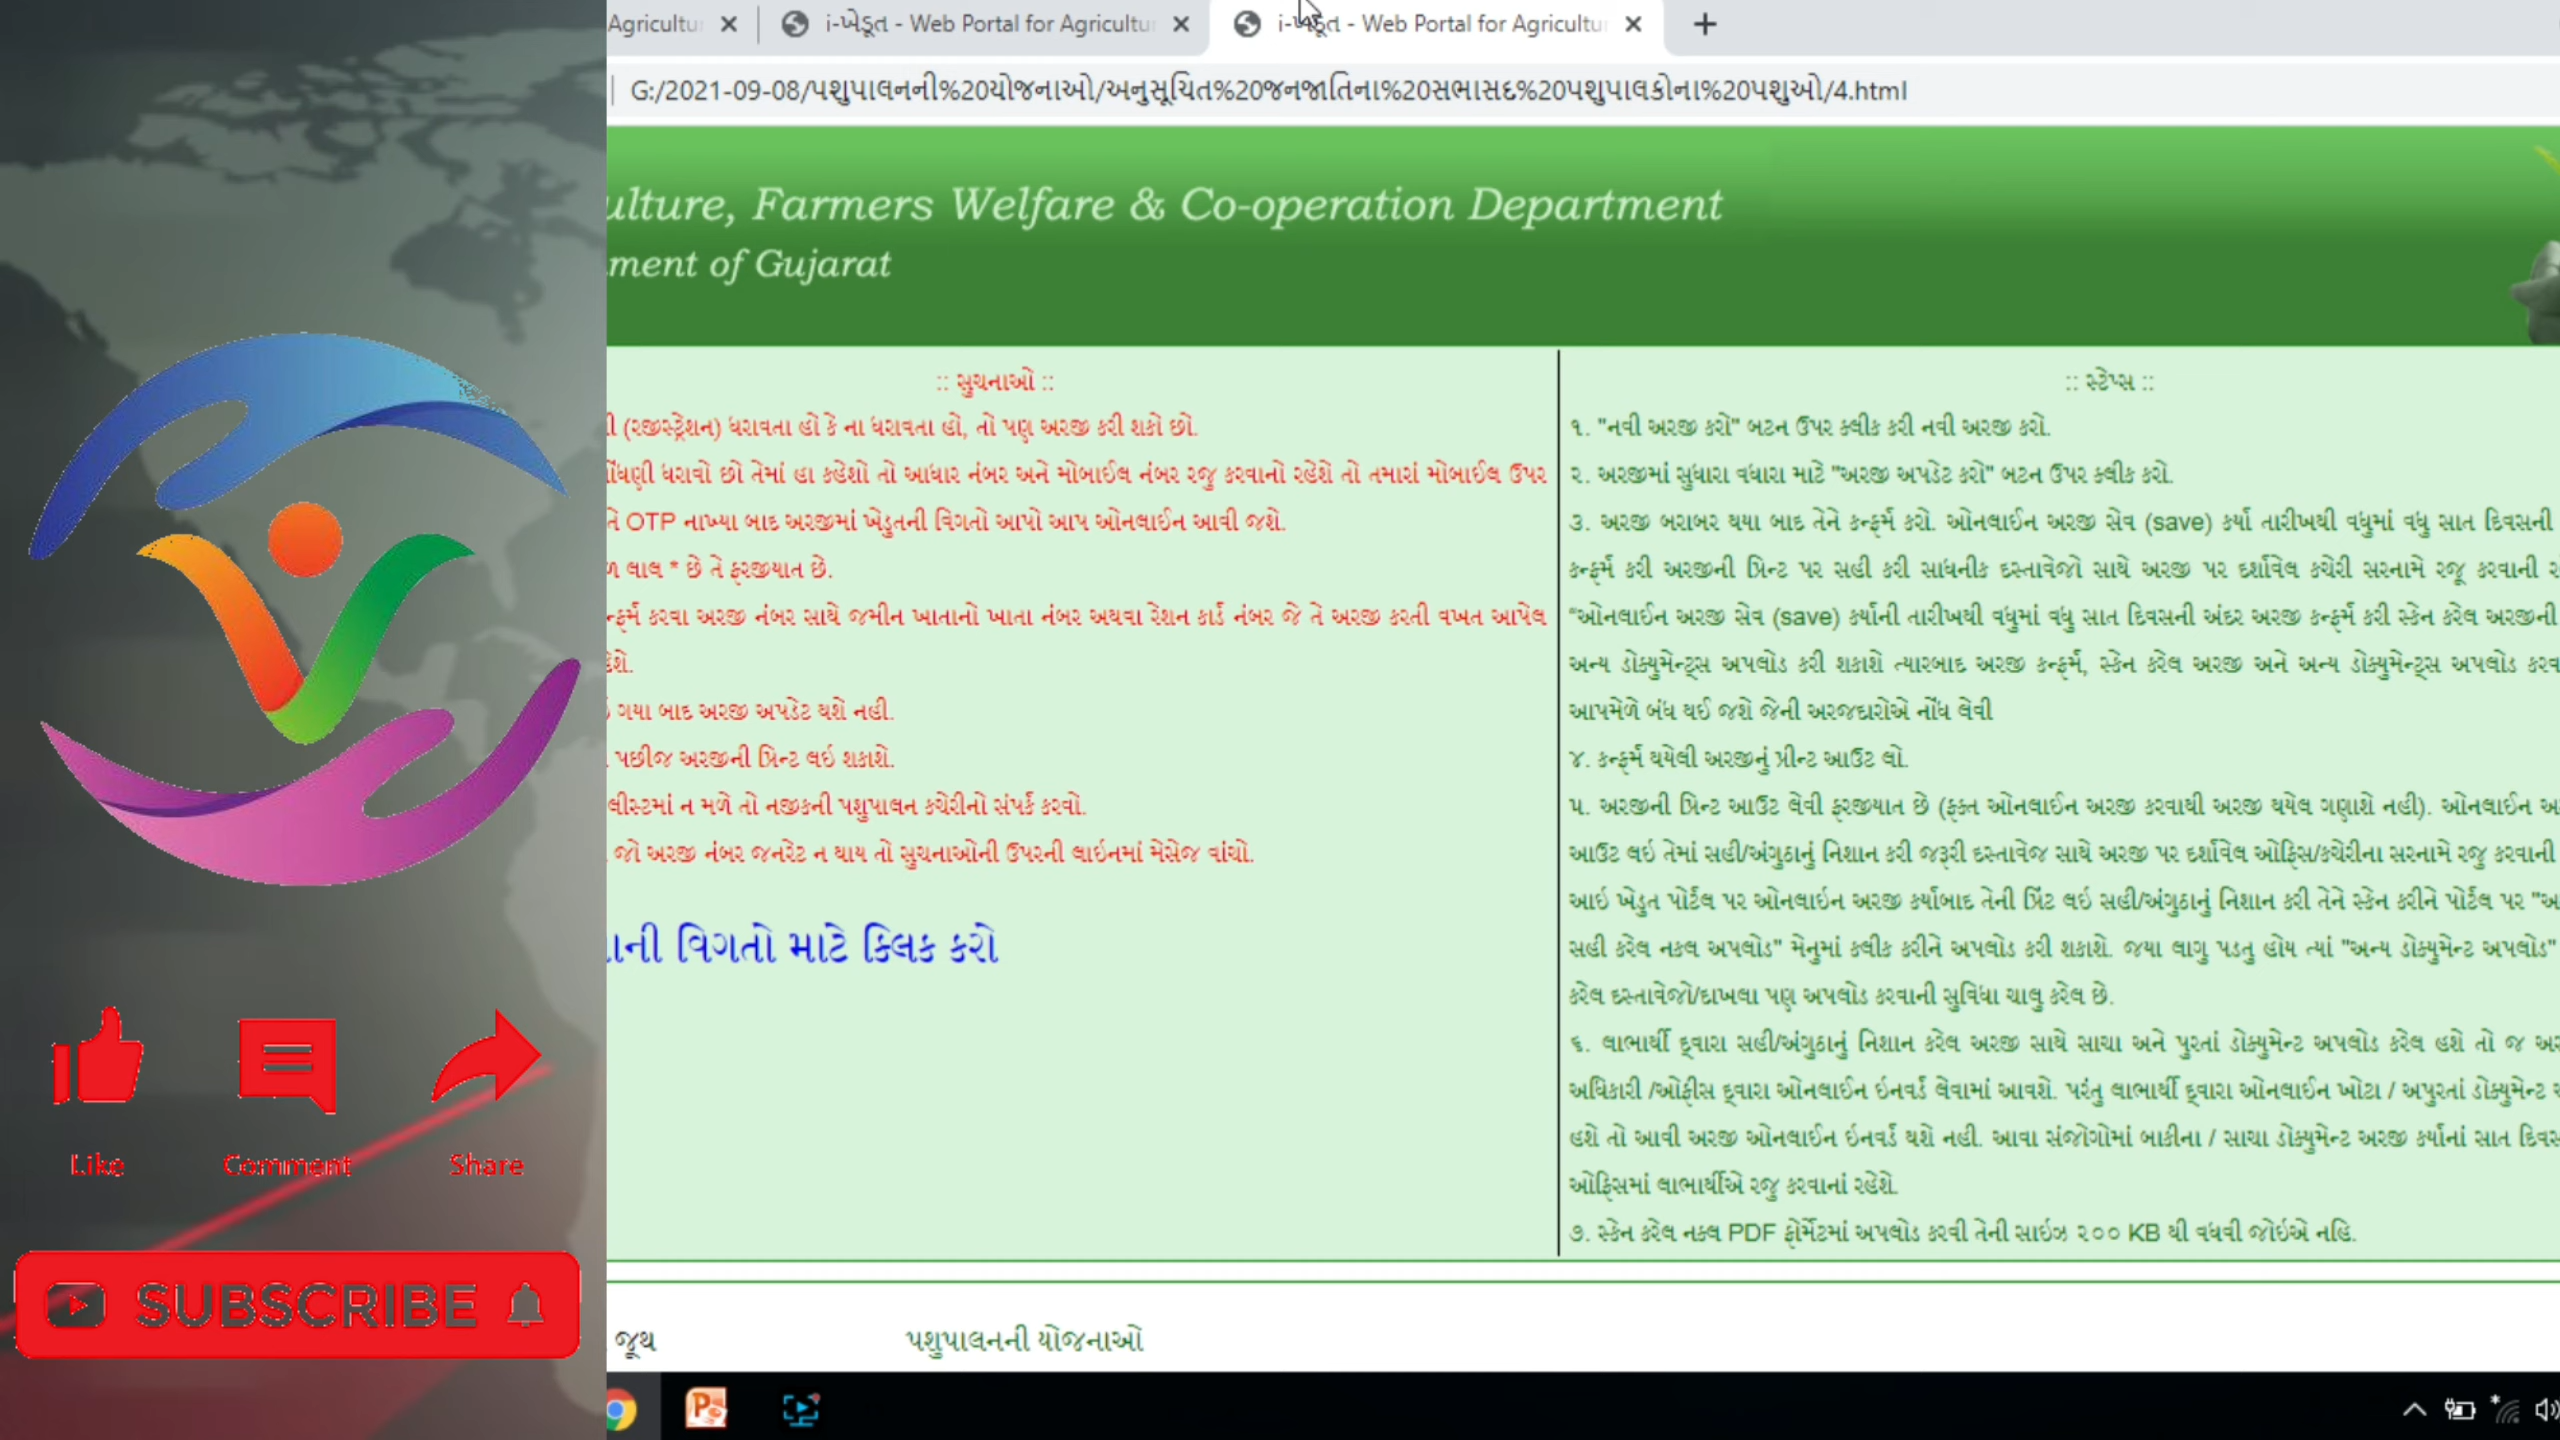 Agricultur
i-ખેડૂત - Web Portal for Agricultur
i-ખેડૂત - Web Portal for Agricultur
G:/2021-09-08/પશુપાલનની%20યોજનાઓ/અનુસૂચિત%20જનજાતિના%20સભાસદ%20પશુપાલકોના%20પશુઓ/4.html
ulture, Farmers Welfare & Co-operation Department
ment of Gujarat
:: સુચનાઓ ::
(રજીસ્ટ્રેશન) ધરાવતા હોં કે ના ધરાવતા હો, તો પણ અરજી કરી શકો છો.
ધરાવો છો તેમાં હા કહેશો તો આધાર નંબર અને મોબાઈલ નંબર રજુ કરવાનો રહેશે તો તમારાં મોબાઈલ ઉપર
OTP નાખ્યા બાદ અરજીમાં ખેડુતની વિગતો આપો આપ ઓનલાઈન આવી જશે.
લાલ * છે તે ફરજીયાત છે.
કરવા અરજી નંબર સાથે જમીન ખાતાનો ખાતા નંબર અથવા રેશન કાર્ડ નંબર જે તે અરજી કરતી વખત આપેલ
ગયા બાદ અરજી અપડેટ થશે નહી.
પછીજ અરજીની પ્રિન્ટ લઇ શકાશે.
લીસ્ટમાં ન મળે તો નજીકની પશુપાલન કચેરીનો સંપર્ક કરવો.
જો અરજી નંબર જનરેટ ન થાય તો સુચનાઓની ઉપરની લાઇનમાં મેસેજ વાંચો.
વિગતો માટે ક્લિક કરો
:: સ્ટેપ્સ ::
૧. "નવી અરજી કરો" બટન ઉપર ક્લીક કરી નવી અરજી કરો.
૨. અરજીમાં સુધારા વધારા માટે "અરજી અપડેટ કરો" બટન ઉપર ક્લીક કરો.
૩. અરજી બરાબર થયા બાદ તેને કન્ફર્મ કરો. ઓનલાઈન અરજી સેવ (save) કર્યા તારીખથી વધુમાં વધુ સાત દિવસની
કન્ફર્મ કરી અરજીની પ્રિન્ટ પર સહી કરી સાધનીક દસ્તાવેજો સાથે અરજી પર દર્શાવેલ કચેરી સરનામે રજૂ કરવાની
"ઓનલાઈન અરજી સેવ (save) કર્યાની તારીખથી વધુમાં વધુ સાત દિવસની અંદર અરજી કન્ફર્મ કરી સ્કેન કરેલ અરજીની
અન્ય ડોક્યુમેન્ટ્સ અપલોડ કરી શકાશે ત્યારબાદ અરજી કન્ફર્મ, સ્કેન કરેલ અરજી અને અન્ય ડોક્યુમેન્ટ્સ અપલોડ
આપમેળે બંધ થઈ જશે જેની અરજદારોએ નોંધ લેવી
૪. કન્ફર્મ થયેલી અરજીનું પ્રીન્ટ આઉટ લો.
૫. અરજીની પ્રિન્ટ આઉટ લેવી ફરજીયાત છે (ફક્ત ઓનલાઈન અરજી કરવાથી અરજી થયેલ ગણાશે નહી). ઓનલાઈન
આઉટ લઇ તેમાં સહી/અંગુઠાનું નિશાન કરી જરૂરી દસ્તાવેજ સાથે અરજી પર દર્શાવેલ ઓફિસ/કચેરીના સરનામે રજુ કરવાની
આઇ ખેડુત પોર્ટલ પર ઓનલાઇન અરજી કર્યાબાદ તેની પ્રિંટ લઇ સહી/અંગુઠાનું નિશાન કરી તેને સ્કેન કરીને પોર્ટલ પર
સહી કરેલ નકલ અપલોડ" મેનુમાં ક્લીક કરીને અપલોડ કરી શકાશે. જયા લાગુ પડતુ હોય ત્યાં "અન્ય ડોક્યુમેન્ટ અપલોડ"
કરેલ દસ્તાવેજો/દાખલા પણ અપલોડ કરવાની સુવિધા ચાલુ કરેલ છે.
૬. લાભાર્થી દ્વારા સહી/અંગુઠાનું નિશાન કરેલ અરજી સાથે સાચા અને પુરતાં ડોક્યુમેન્ટ અપલોડ કરેલ હશે તો જ
અધિકારી /ઓફીસ દ્વારા ઓનલાઈન ઇનવર્ડ લેવામાં આવશે. પરંતુ લાભાર્થી દ્વારા ઓનલાઈન ખોટા / અપુરતાં ડોક્યુમેન્ટ
હશે તો આવી અરજી ઓનલાઈન ઇનવર્ડ થશે નહી. આવા સંજોગોમાં બાકીના / સાચા ડોક્યુમેન્ટ અરજી કર્યાનાં સાત
ઓફિસમાં લાભાર્થીએ રજુ કરવાનાં રહેશે.
૭. સ્કેન કરેલ નકલ PDF ફોર્મેટમાં અપલોડ કરવી તેની સાઇઝ ૨૦૦ KB થી વધવી જોઇએ નહિ.
જૂથ
પશુપાલનની યોજનાઓ
Like
Comment
Share
SUBSCRIBE